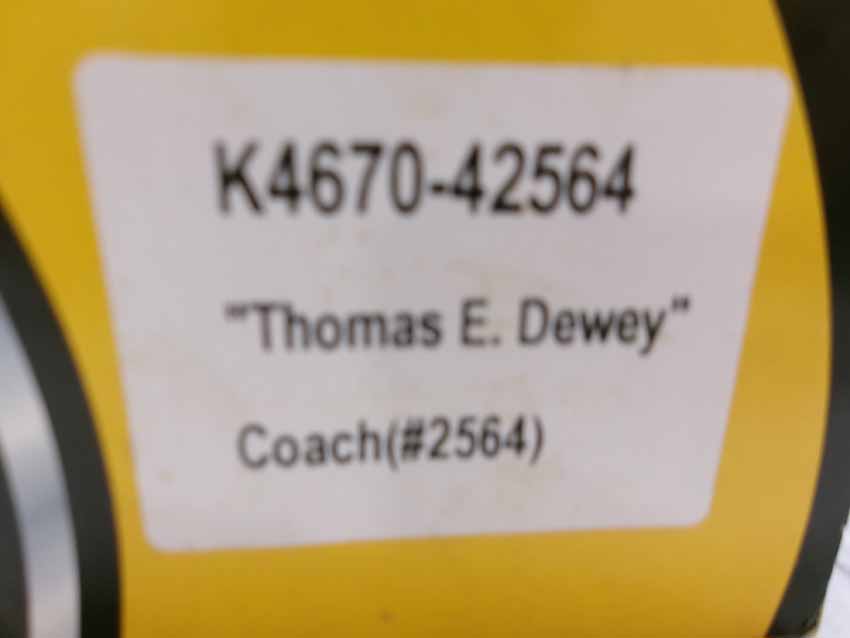 K4670-42564
"Thomas E. Dewey"
Coach(#2564)